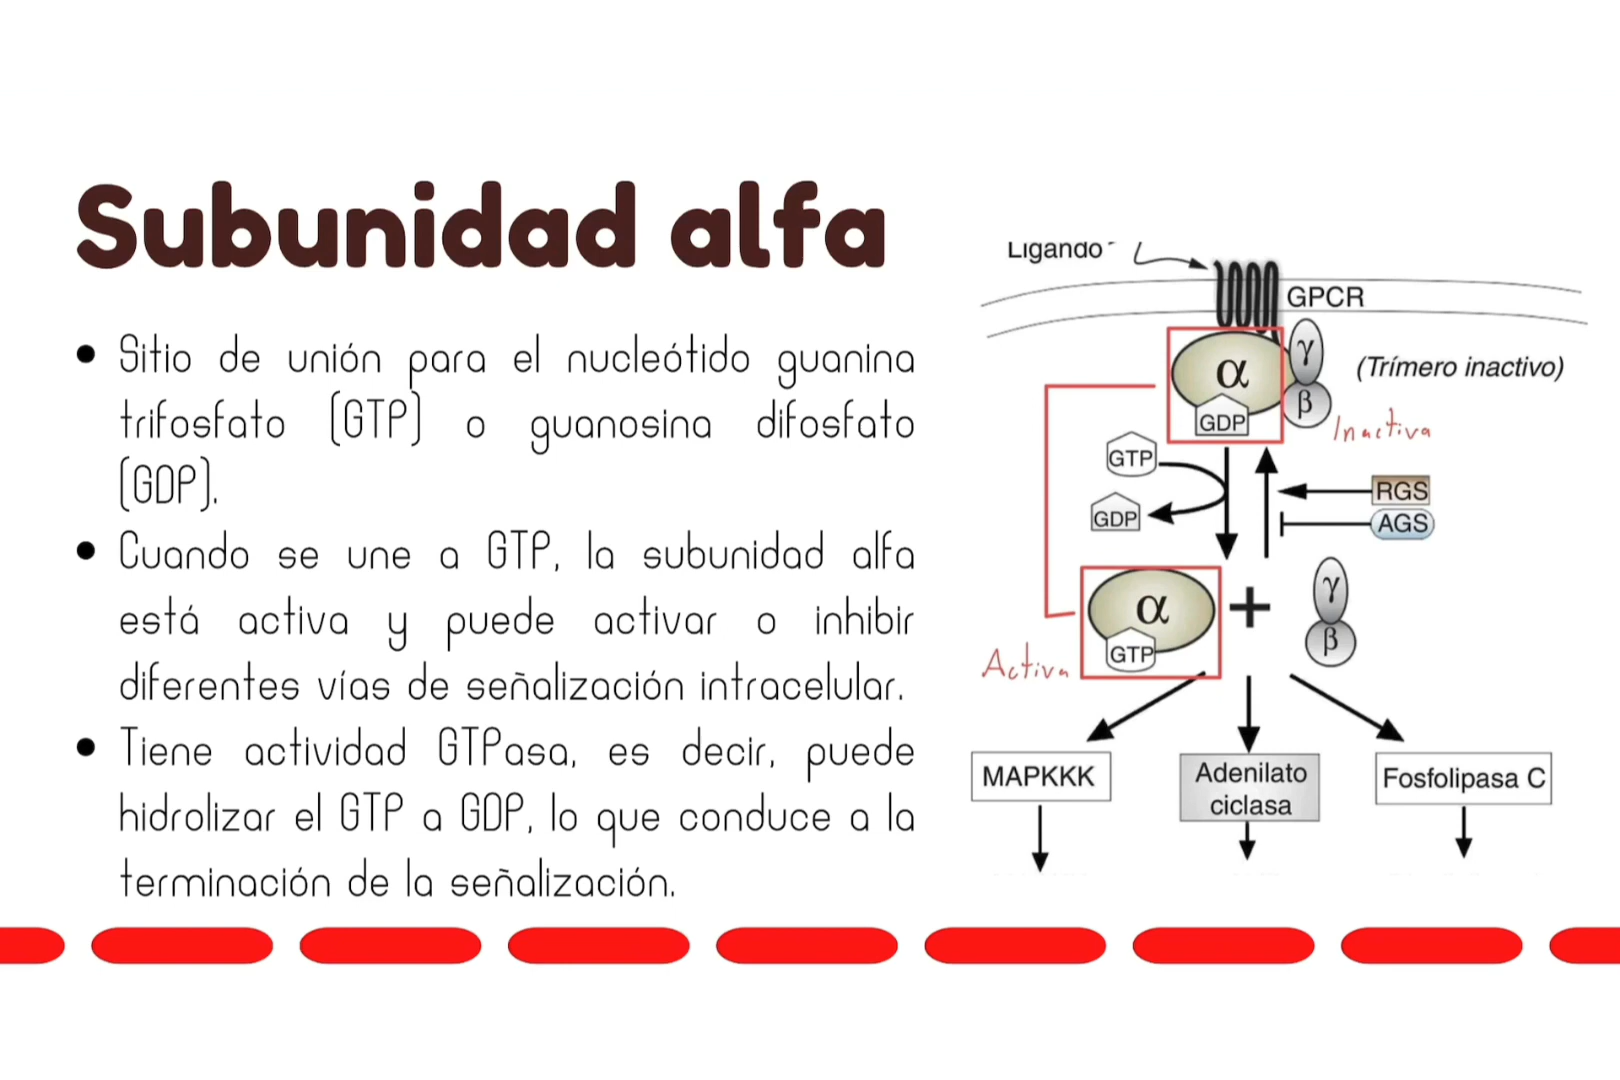 Subunidad alfa
Sitio de unión para el nucleótido guanina
trifosfato (GTP) o guanosina difosfato
(GDP).
Cuando se une a GTP, la subunidad alfa
está activa y puede activar o inhibir
diferentes vías de señalización intracelular.
Tiene actividad GTPasa, es decir, puede
hidrolizar el GTP a GDP, lo que conduce a la
terminación de la señalización.
Ligando
GPCR
α
γ
β
GDP
(Trímero inactivo)
Inactiva
GTP
GDP
RGS
AGS
α
GTP
+
γ
β
Activa
MAPKKK
Adenilato
ciclasa
Fosfolipasa C